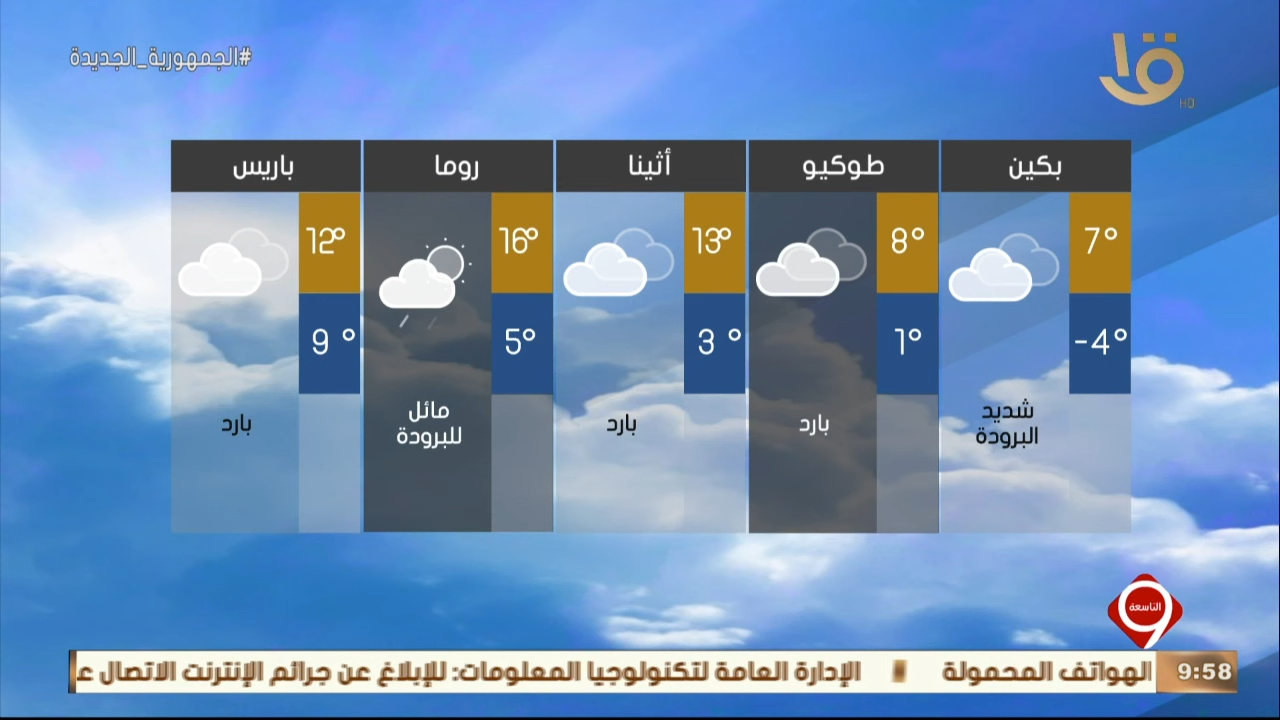 #الجمهورية_الجديدة
HD
بكين
7°
-4°
شديد
البرودة
طوكيو
8°
1°
بارد
أثينا
13°
3°
بارد
روما
16°
5°
مائل
للبرودة
باريس
12°
9°
بارد
التاسعة
9
9:58
الهواتف المحمولة
الإدارة العامة لتكنولوجيا المعلومات: للإبلاغ عن جرائم الإنترنت الاتصال ع